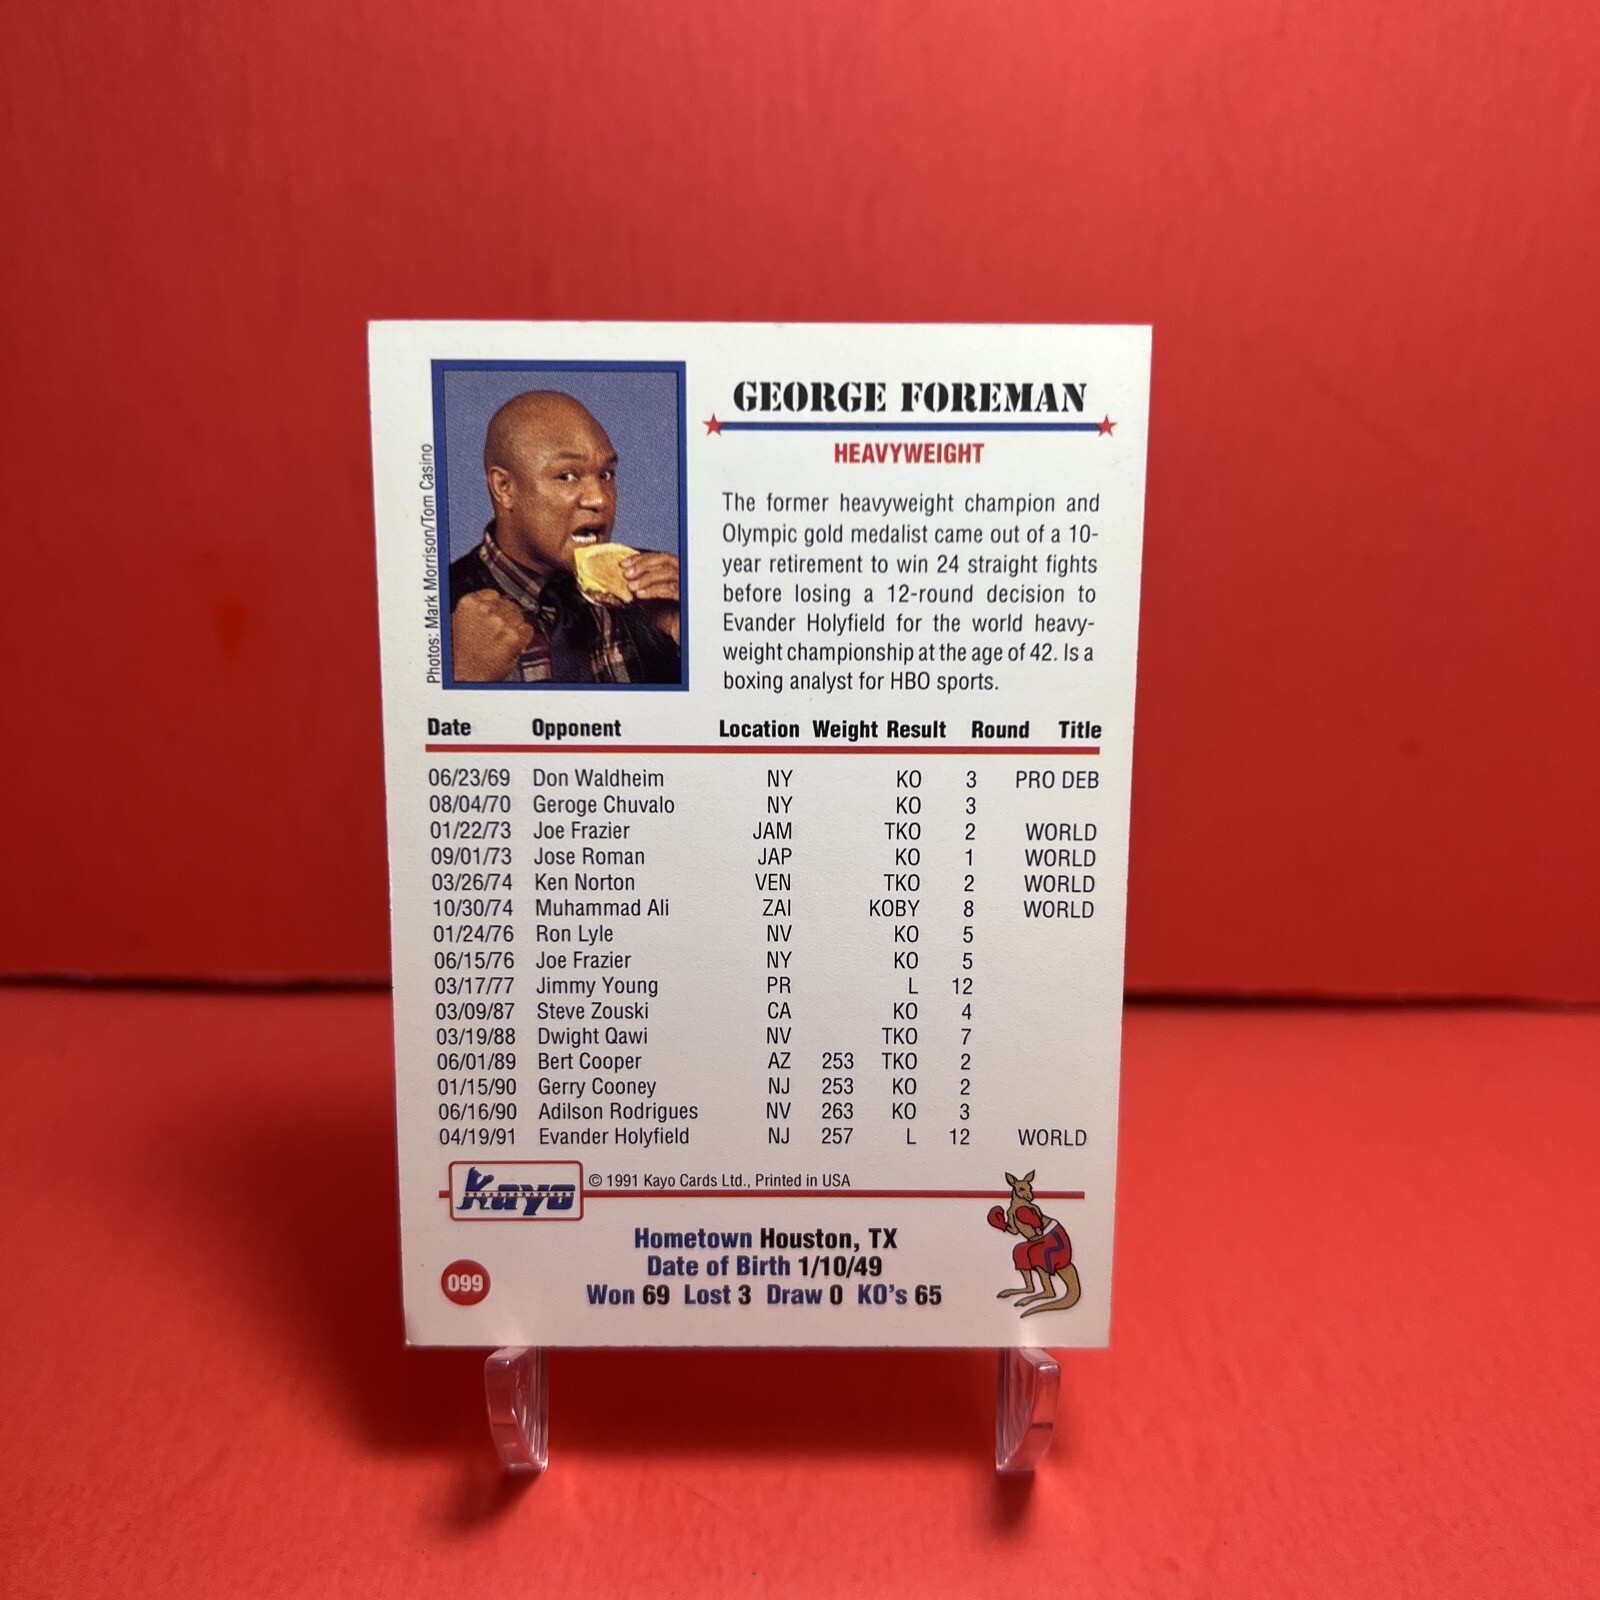 GEORGE FOREMAN
HEAVYWEIGHT
The former heavyweight champion and
Olympic gold medalist came out of a 10-
year retirement to win 24 straight fights
before losing a 12-round decision to
Evander Holyfield for the world heavy-
weight championship at the age of 42. Is a
boxing analyst for HBO sports.
Photos: Mark Morrison/Tom Casino
Date Opponent Location Weight Result Round Title
06/23/69 Don Waldheim NY KO 3 PRO DEB
08/04/70 Geroge Chuvalo NY KO 3
01/22/73 Joe Frazier JAM TKO 2 WORLD
09/01/73 Jose Roman JAP KO 1 WORLD
03/26/74 Ken Norton VEN TKO 2 WORLD
10/30/74 Muhammad Ali ZAI KOBY 8 WORLD
01/24/76 Ron Lyle NV KO 5
06/15/76 Joe Frazier NY KO 5
03/17/77 Jimmy Young PR L 12
03/09/87 Steve Zouski CA KO 4
03/19/88 Dwight Qawi NV TKO 7
06/01/89 Bert Cooper AZ 253 TKO 2
01/15/90 Gerry Cooney NJ 253 KO 2
06/16/90 Adilson Rodrigues NV 263 KO 3
04/19/91 Evander Holyfield NJ 257 L 12 WORLD
Kayo © 1991 Kayo Cards Ltd., Printed in USA
Hometown Houston, TX
Date of Birth 1/10/49
099
Won 69 Lost 3 Draw 0 KO's 65